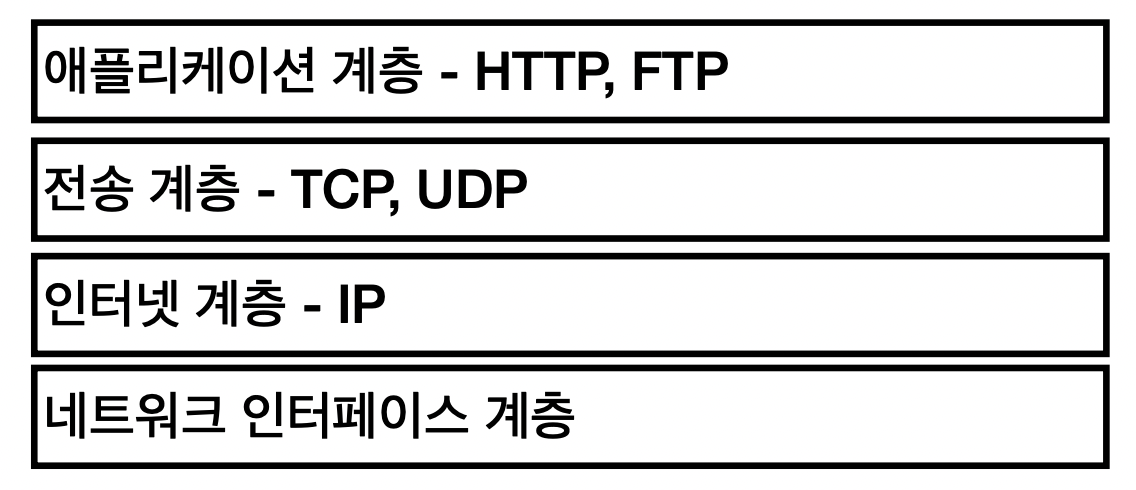 애플리케이션 계층 - HTTP, FTP
전송 계층 - TCP, UDP
인터넷 계층 - IP
네트워크 인터페이스 계층